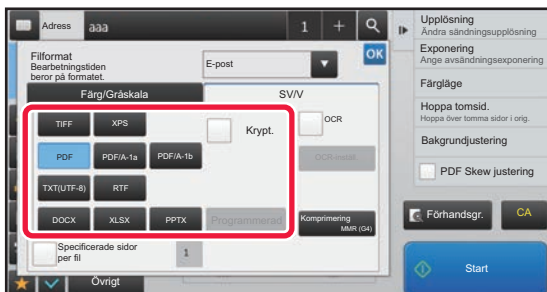 Adress aaa 1 +
Filformat
Bearbetningstiden
beror på formatet.
E-post
OK
Färg/Gråskala SV/V
TIFF XPS Krypt. OCR
PDF PDF/A-1a PDF/A-1b OCR-inställ.
TXT(UTF-8) RTF
DOCX XLSX PPTX Programmerad Komprimering
MMR (G4)
Specificerade sidor
per fil
1
Övrigt
Upplösning
Ändra sändningsupplösning
Exponering
Ange avsändningsexponering
Färgläge
Hoppa tomsid.
Hoppa över tomma sidor i orig.
Bakgrundjustering
PDF Skew justering
Förhandsgr. CA
Start